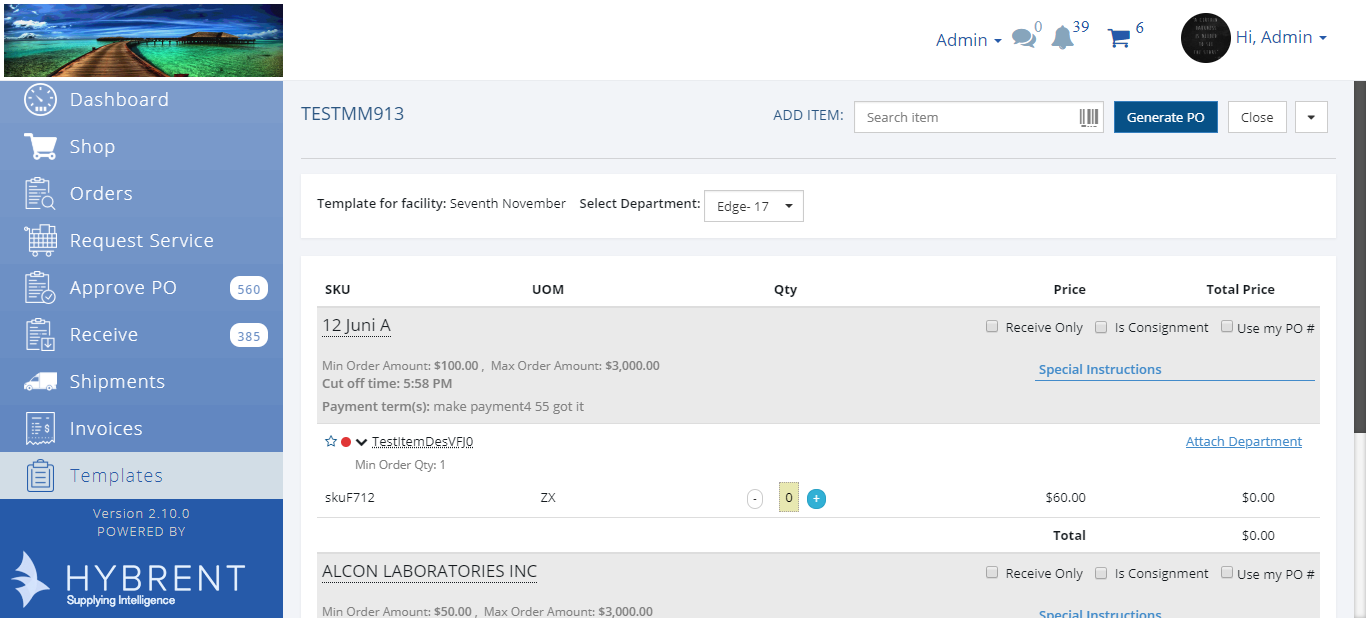 Admin
0
39
6
Hi, Admin
Dashboard
Shop
Orders
Request Service
Approve PO 560
Receive 385
Shipments
Invoices
Templates
Version 2.10.0
POWERED BY
HYBRENT
Supplying Intelligence
TESTMM913
ADD ITEM: Search item Generate PO Close
Template for facility: Seventh November Select Department: Edge- 17
SKU UOM Qty Price Total Price
12 Juni A Receive Only Is Consignment Use my PO #
Min Order Amount: $100.00 , Max Order Amount: $3,000.00
Special Instructions
Cut off time: 5:58 PM
Payment term(s): make payment4 55 got it
TestItemDesVFJ0 Attach Department
Min Order Qty: 1
skuF712 ZX - 0 + $60.00 $0.00
Total $0.00
ALCON LABORATORIES INC Receive Only Is Consignment Use my PO #
Min Order Amount: $50.00 , Max Order Amount: $3,000.00
Special Instructions